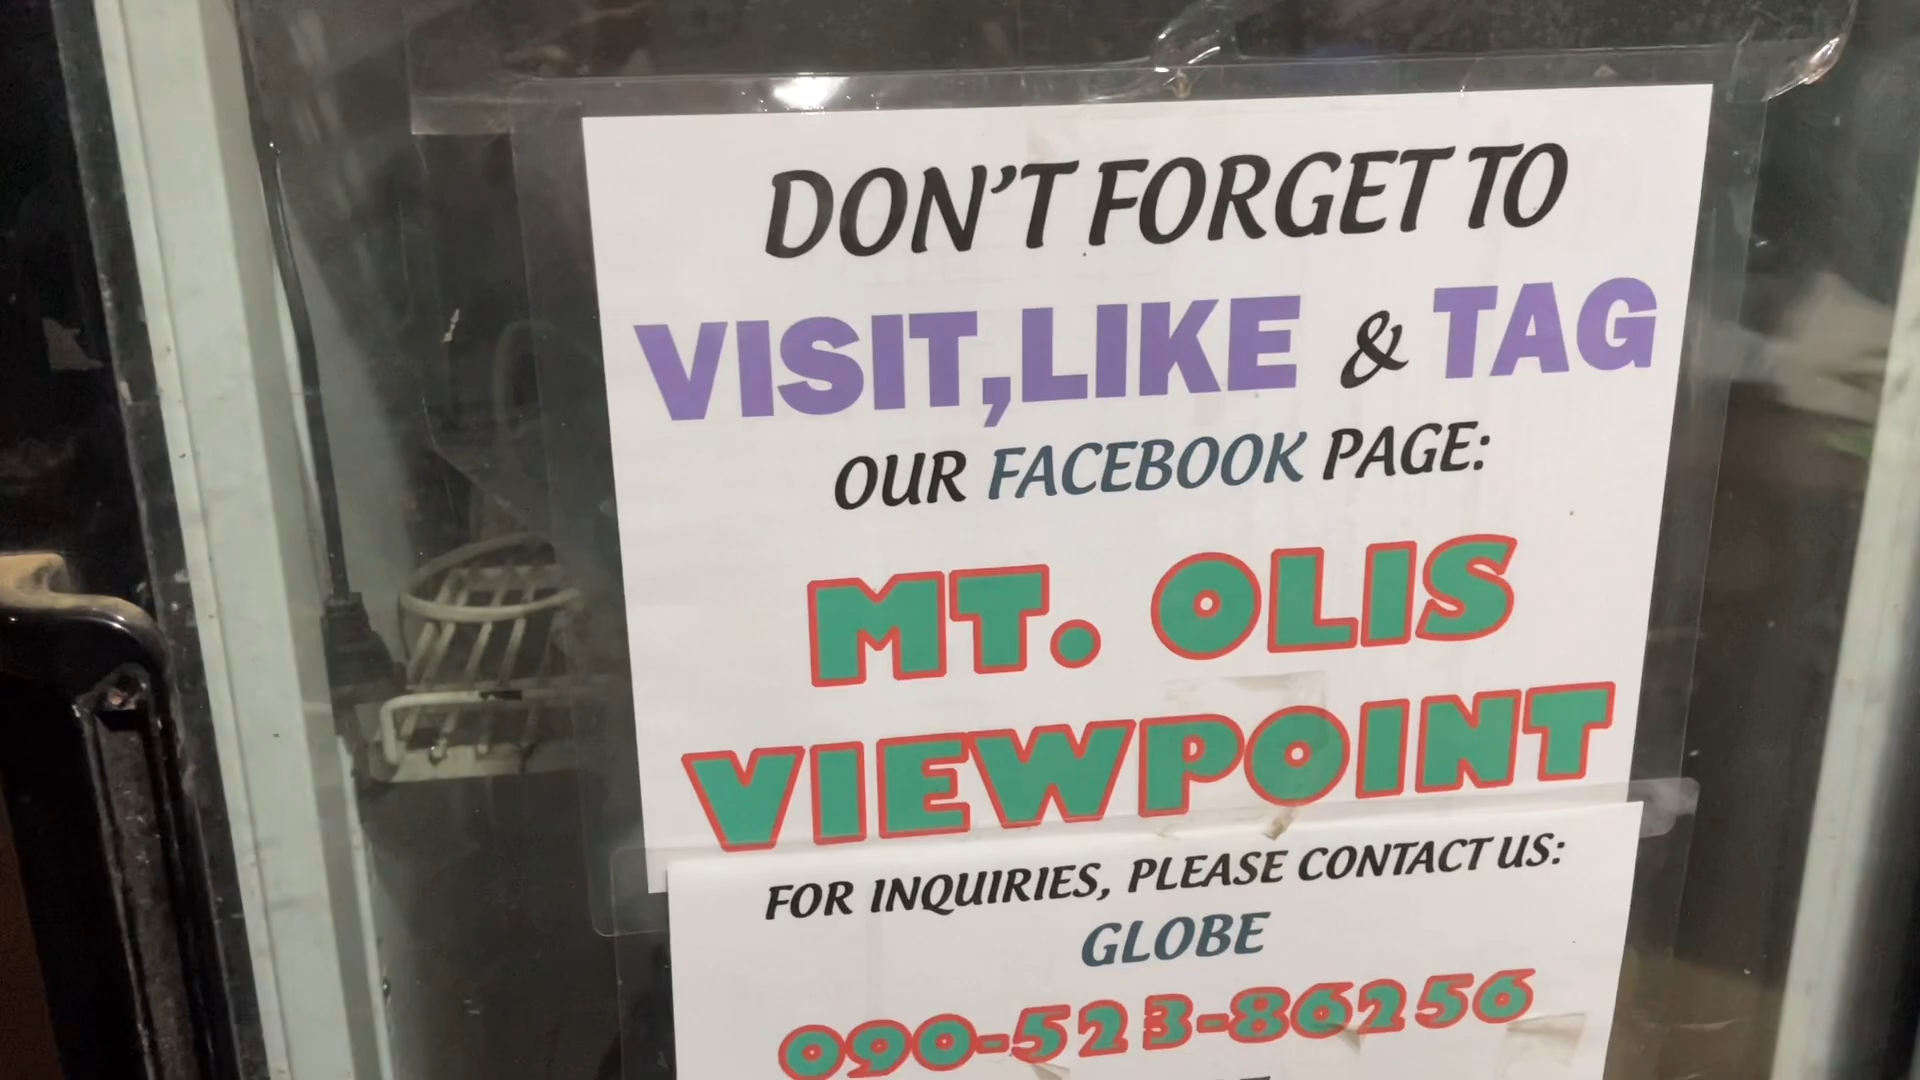 DON'T FORGET TO
VISIT,LIKE & TAG
OUR FACEBOOK PAGE:
MT. OLIS
VIEWPOINT
FOR INQUIRIES, PLEASE CONTACT US:
GLOBE
090-523-86256